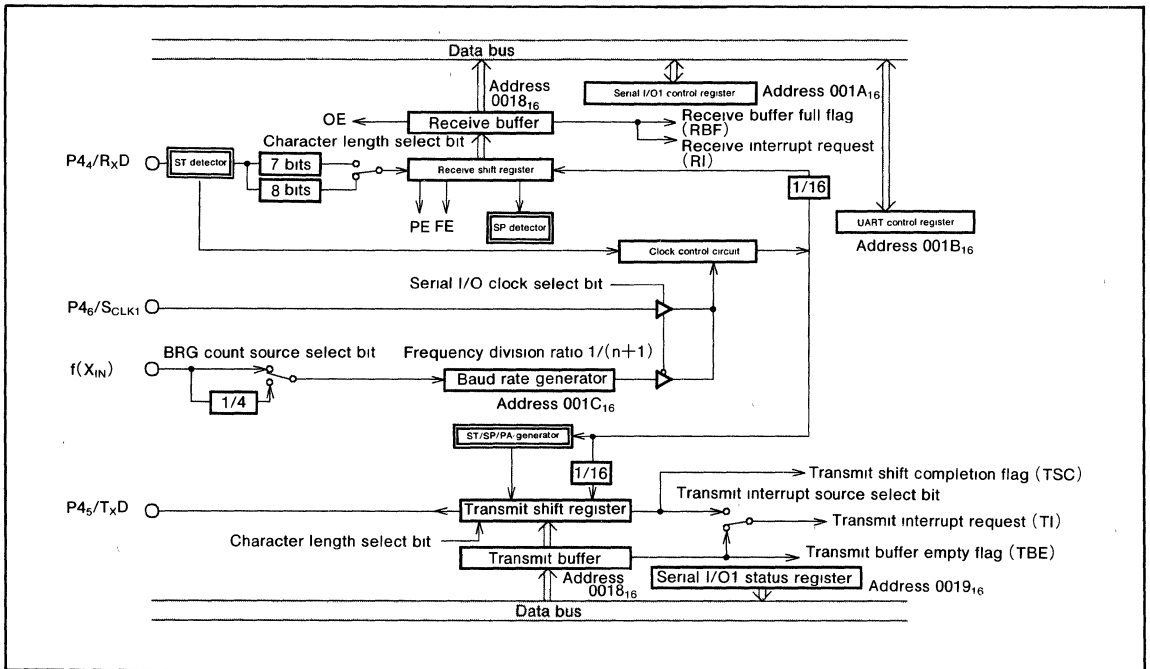 Data bus
Address
0018₁₆
Serial I/O1 control register
Address 001A₁₆
OE
Receive buffer
Receive buffer full flag
(RBF)
Character length select bit
Receive interrupt request
(RI)
P4₄/RₓD
ST detector
7 bits
8 bits
Receive shift register
1/16
PE FE
SP detector
UART control register
Address 001B₁₆
Clock control circuit
Serial I/O clock select bit
P4₆/S_CLK1
BRG count source select bit
Frequency division ratio 1/(n+1)
f(X_IN)
Baud rate generator
1/4
Address 001C₁₆
ST/SP/PA generator
1/16
Transmit shift completion flag (TSC)
Transmit interrupt source select bit
P4₅/TₓD
Transmit shift register
Transmit interrupt request (TI)
Character length select bit
Transmit buffer
Transmit buffer empty flag (TBE)
Address
0018₁₆
Serial I/O1 status register
Address 0019₁₆
Data bus